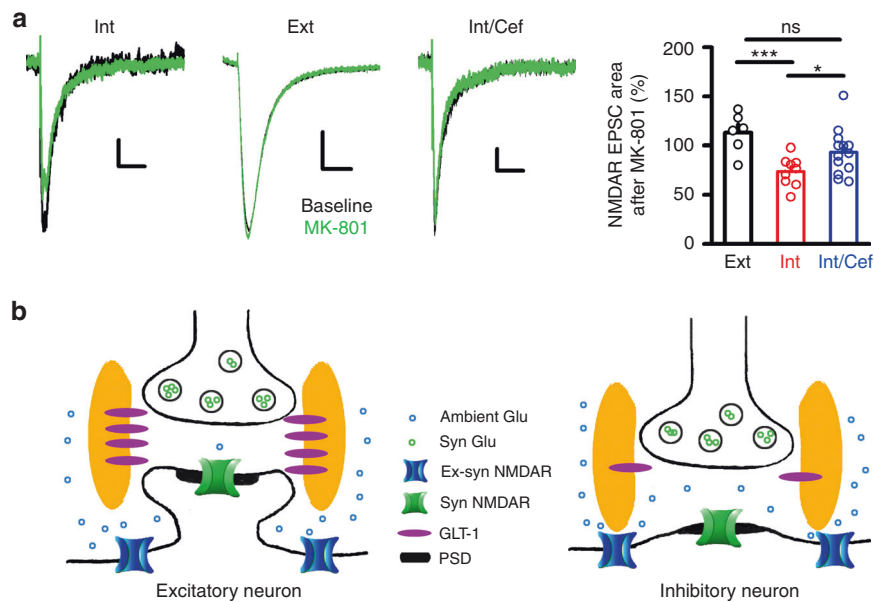 a
Int
Ext
Int/Cef
Baseline
MK-801
NMDAR EPSC area
after MK-801 (%)
200
150
100
50
0
ns
***
*
Ext
Int
Int/Cef
b
Ambient Glu
Syn Glu
Ex-syn NMDAR
Syn NMDAR
GLT-1
PSD
Excitatory neuron
Inhibitory neuron